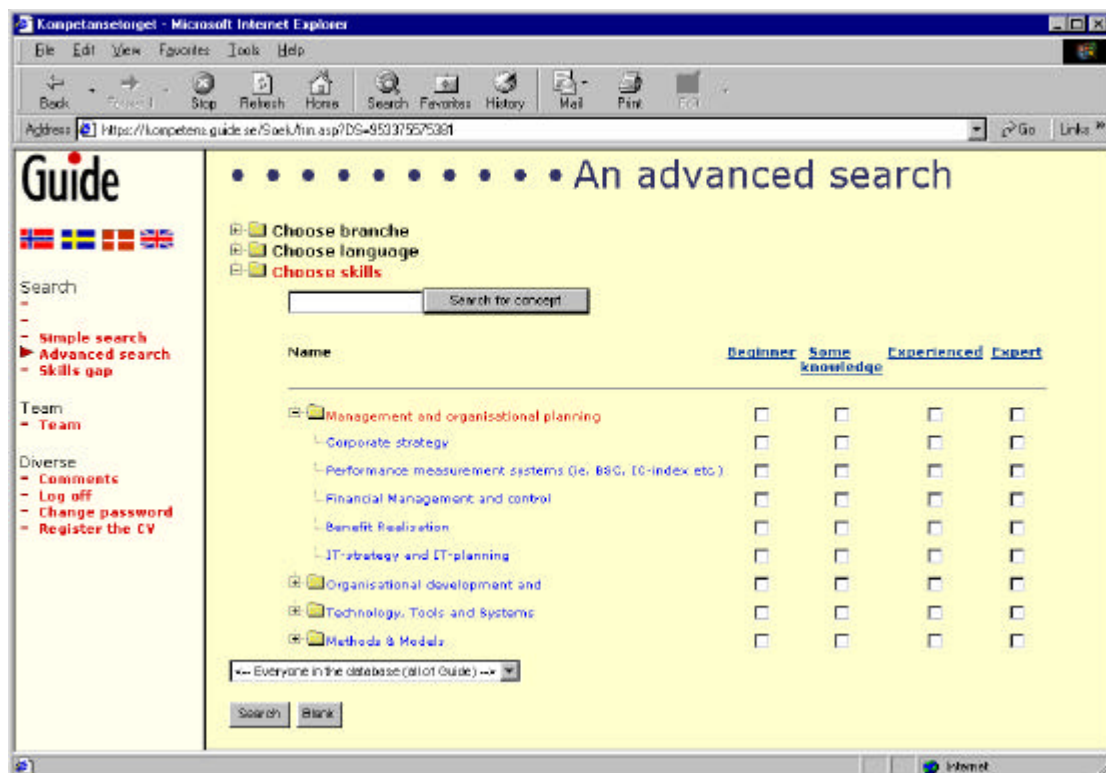 Kompetansetorget - Microsoft Internet Explorer
File Edit View Favorites Tools Help
Back Forward Stop Refresh Home Search Favorites History Mail Print Edit
Address https://kompetens.guide.se/Soek/frm.asp?DS=953375575381 Go Links »
Guide
An advanced search
Choose branche
Choose language
Choose skills
Search for concept
Search
Simple search
Advanced search
Skills gap
Team
Team
Diverse
Comments
Log off
Change password
Register the CV
Name Beginner Some knowledge Experienced Expert
Management and organisational planning
Corporate strategy
Performance measurement systems (ie. BSC, IC-index etc.)
Financial Management and control
Benefit Realisation
IT-strategy and IT-planning
Organisational development and
Technology, Tools and Systems
Methods & Models
<-- Everyone in the database (all of Guide) -->
Search Blank
Internet